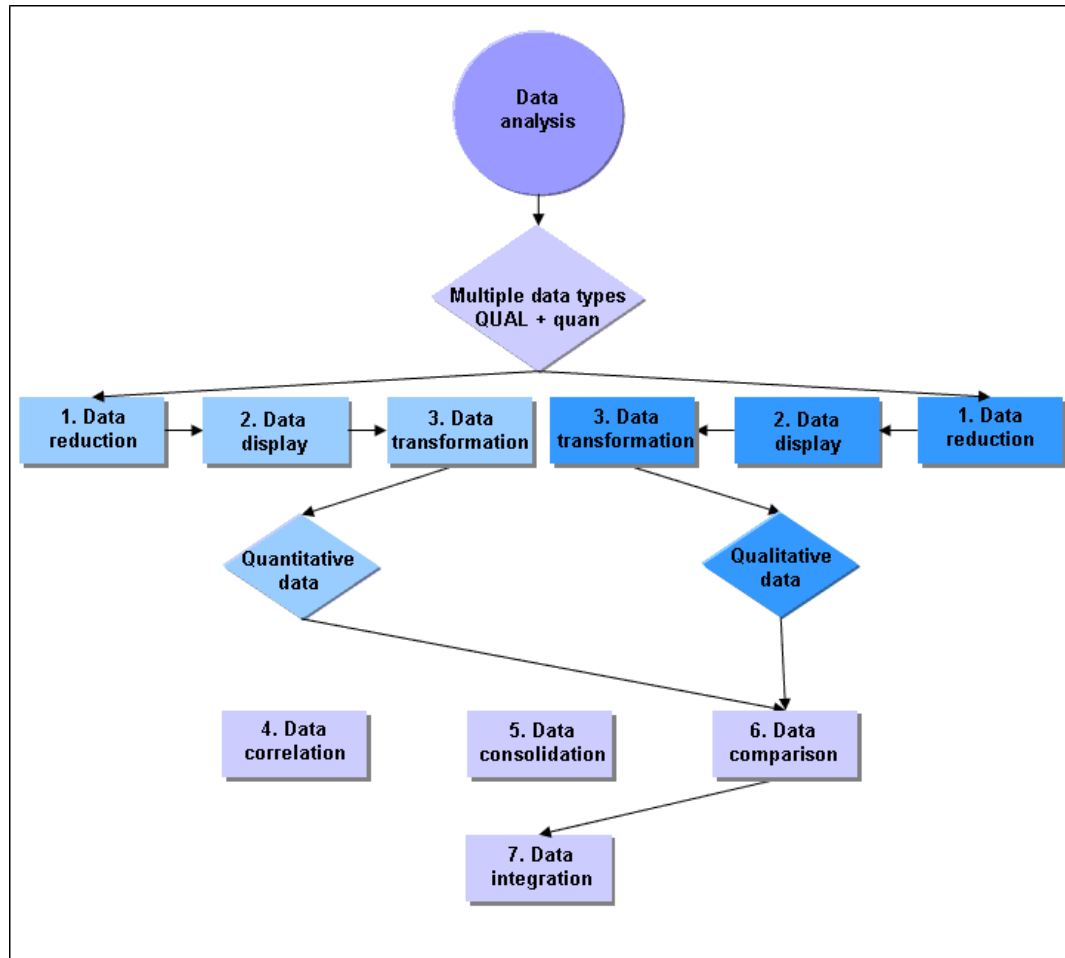 Data
analysis
Multiple data types
QUAL + quan
1. Data
reduction
2. Data
display
3. Data
transformation
3. Data
transformation
2. Data
display
1. Data
reduction
Quantitative
data
Qualitative
data
4. Data
correlation
5. Data
consolidation
6. Data
comparison
7. Data
integration